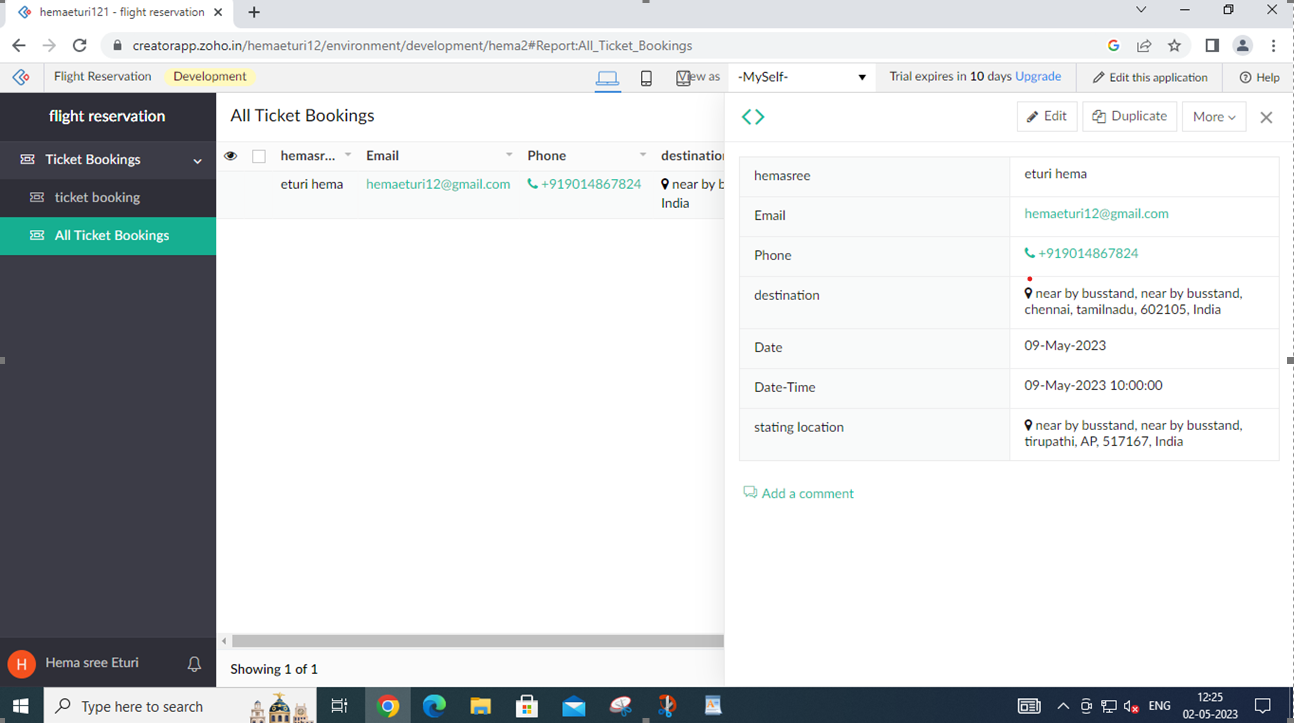 hemaeturi121 - flight reservation
creatorapp.zoho.in/hemaeturi12/environment/development/hema2#Report:All_Ticket_Bookings
Flight Reservation Development View as -MySelf- Trial expires in 10 days Upgrade Edit this application Help
flight reservation
Ticket Bookings
ticket booking
All Ticket Bookings
Hema sree Eturi
H
All Ticket Bookings
hemasr... Email Phone destination
eturi hema hemaeturi12@gmail.com +919014867824 near by b
India
Showing 1 of 1
Edit Duplicate More
hemasree eturi hema
Email hemaeturi12@gmail.com
Phone +919014867824
destination near by busstand, near by busstand,
chennai, tamilnadu, 602105, India
Date 09-May-2023
Date-Time 09-May-2023 10:00:00
stating location near by busstand, near by busstand,
tirupathi, AP, 517167, India
Add a comment
Type here to search
ENG
12:25
02-05-2023